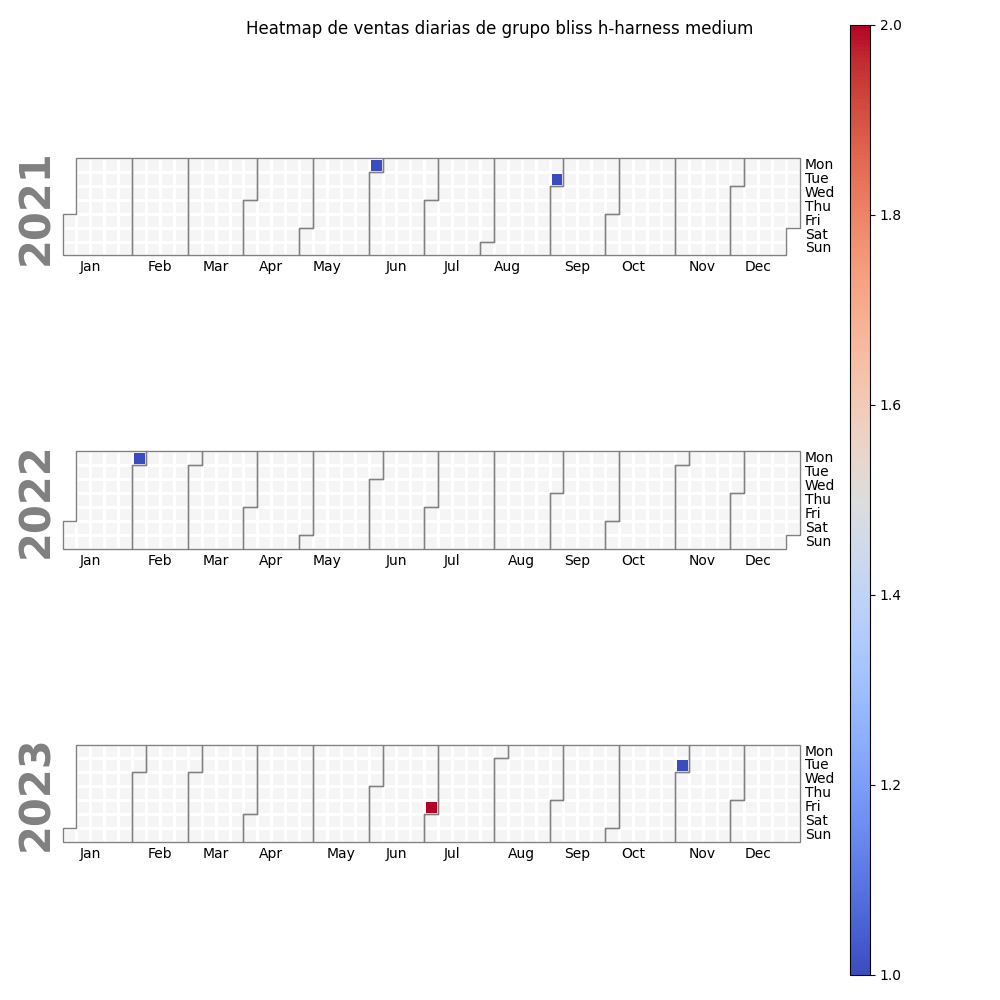 Heatmap de ventas diarias de grupo bliss h-harness medium
2.0
1.8
1.6
1.4
1.2
1.0
2021
Mon
Tue
Wed
Thu
Fri
Sat
Sun
Jan Feb Mar Apr May Jun Jul Aug Sep Oct Nov Dec
2022
Mon
Tue
Wed
Thu
Fri
Sat
Sun
Jan Feb Mar Apr May Jun Jul Aug Sep Oct Nov Dec
2023
Mon
Tue
Wed
Thu
Fri
Sat
Sun
Jan Feb Mar Apr May Jun Jul Aug Sep Oct Nov Dec